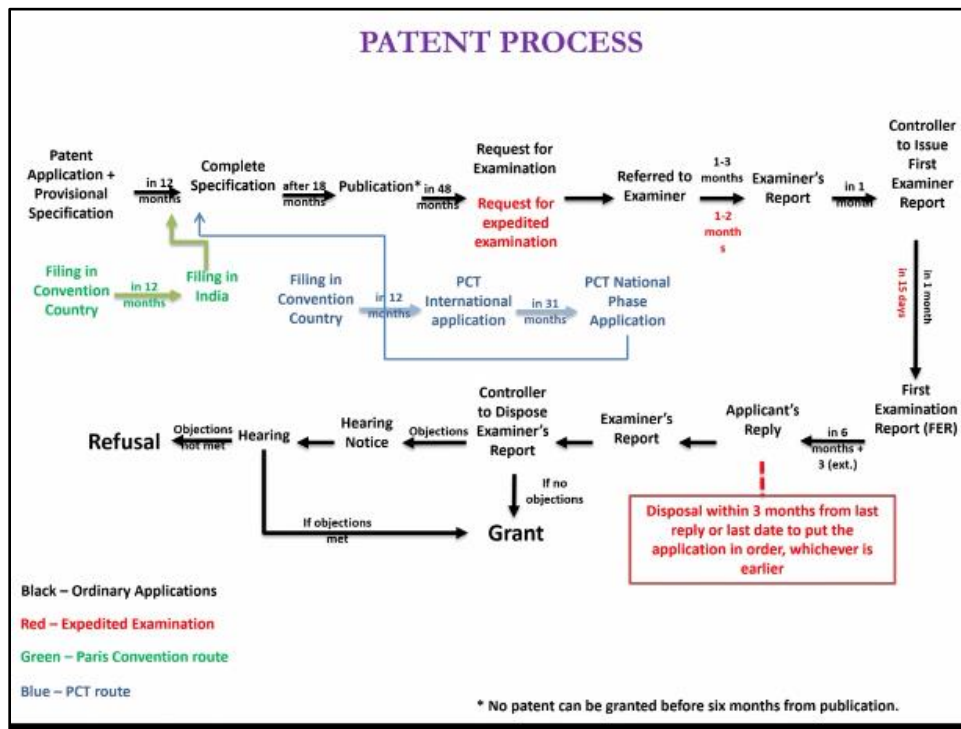 PATENT PROCESS
Patent
Application +
Provisional
Specification
in 12
months
Complete
Specification
after 18
months
Publication*
in 48
months
Request for
Examination
Request for
expedited
examination
Referred to
Examiner
1-3
months
1-2
month
s
Examiner's
Report
in 1
month
Controller
to Issue
First
Examiner
Report
Filing in
Convention
Country
in 12
months
Filing in
India
Filing in
Convention
Country
in 12
months
PCT
International
application
in 31
months
PCT National
Phase
Application
in 1 month
in 15 days
First
Examination
Report (FER)
in 6
months +
3 (ext.)
Applicant's
Reply
Examiner's
Report
Controller
to Dispose
Examiner's
Report
Objections
Hearing
Notice
Hearing
Objections
not met
Refusal
If no
objections
If objections
met
Grant
Disposal within 3 months from last
reply or last date to put the
application in order, whichever is
earlier
Black – Ordinary Applications
Red – Expedited Examination
Green – Paris Convention route
Blue – PCT route
* No patent can be granted before six months from publication.